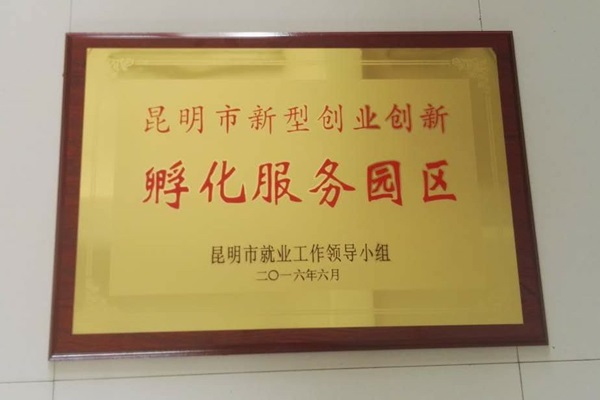 昆明市新型创业创新
孵化服务园区
昆明市就业工作领导小组
二〇一六年六月